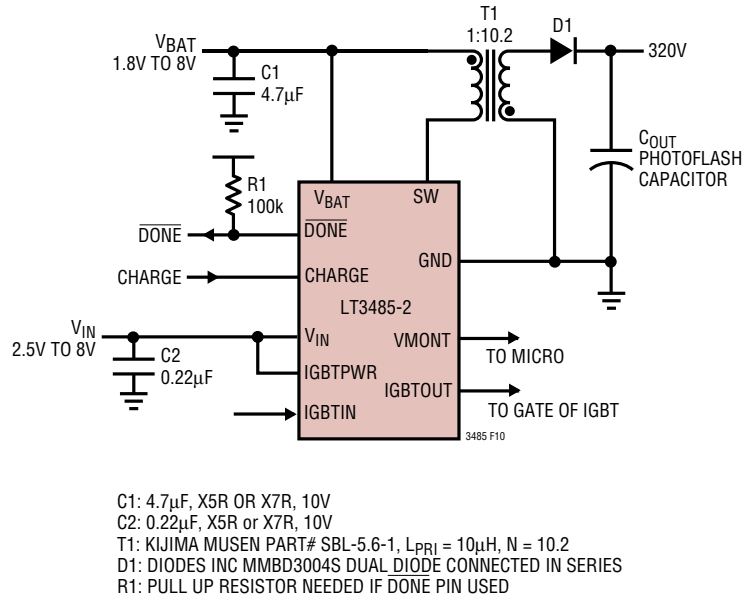 T1
1:10.2
D1
VBAT
1.8V TO 8V
C1
4.7µF
320V
COUT
PHOTOFLASH
CAPACITOR
R1
100k
VBAT
SW
DONE
DONE
GND
CHARGE
CHARGE
LT3485-2
VIN
2.5V TO 8V
VIN
VMONT
TO MICRO
C2
0.22µF
IGBTPWR
IGBTOUT
TO GATE OF IGBT
IGBTIN
3485 F10
C1: 4.7µF, X5R OR X7R, 10V
C2: 0.22µF, X5R or X7R, 10V
T1: KIJIMA MUSEN PART# SBL-5.6-1, LPRI = 10µH, N = 10.2
D1: DIODES INC MMBD3004S DUAL DIODE CONNECTED IN SERIES
R1: PULL UP RESISTOR NEEDED IF DONE PIN USED